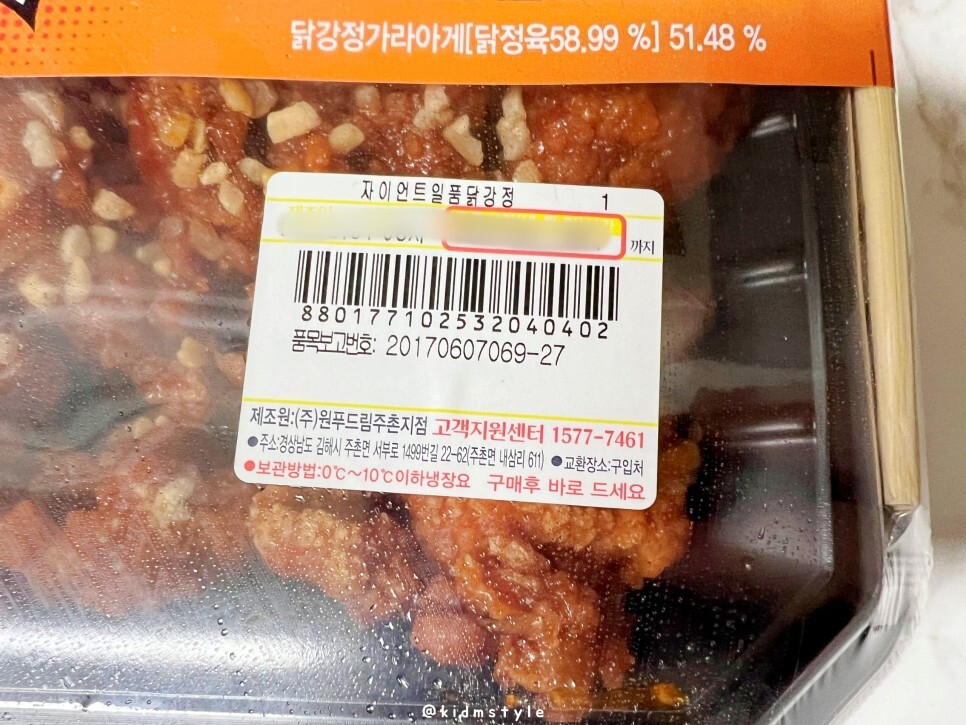 닭강정가라아게[닭정육58.99 %] 51.48 %
자이언트일품닭강정 1
까지
880177102532040402
품목보고번호: 20170607069-27
제조원:(주)원푸드림주촌지점 고객지원센터 1577-7461
●주소:경상남도 김해시 주촌면 서부로 1499번길 22-62(주촌면 내삼리 611) ●교환장소:구입처
●보관방법:0℃~10℃이하냉장요 구매후 바로 드세요
@kidmstyle